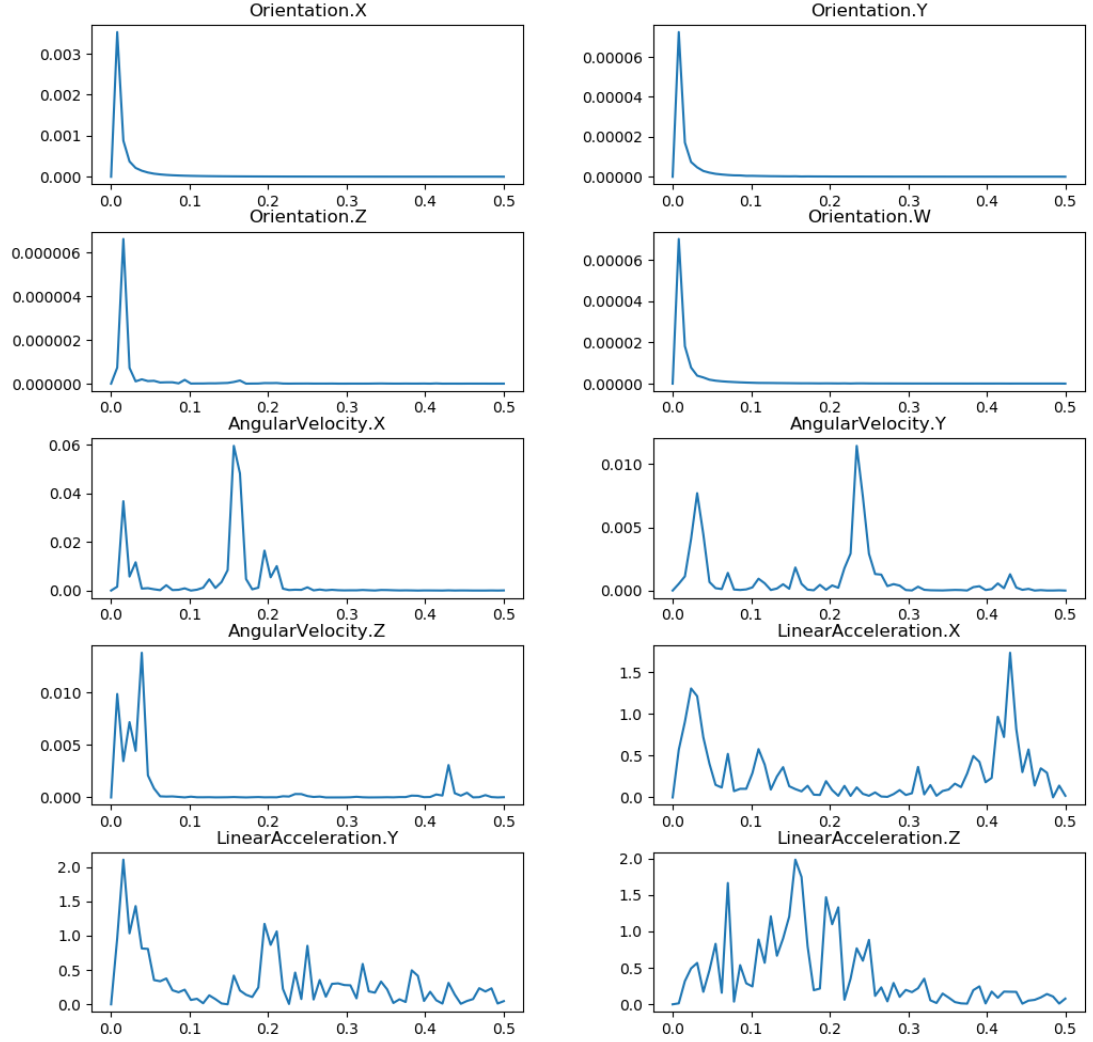 Orientation.X
0.003
0.002
0.001
0.000
0.0 0.1 0.2 0.3 0.4 0.5
Orientation.Y
0.00006
0.00004
0.00002
0.00000
0.0 0.1 0.2 0.3 0.4 0.5
Orientation.Z
0.000006
0.000004
0.000002
0.000000
0.0 0.1 0.2 0.3 0.4 0.5
Orientation.W
0.00006
0.00004
0.00002
0.00000
0.0 0.1 0.2 0.3 0.4 0.5
AngularVelocity.X
0.06
0.04
0.02
0.00
0.0 0.1 0.2 0.3 0.4 0.5
AngularVelocity.Y
0.010
0.005
0.000
0.0 0.1 0.2 0.3 0.4 0.5
AngularVelocity.Z
0.010
0.005
0.000
0.0 0.1 0.2 0.3 0.4 0.5
LinearAcceleration.X
1.5
1.0
0.5
0.0
0.0 0.1 0.2 0.3 0.4 0.5
LinearAcceleration.Y
2.0
1.5
1.0
0.5
0.0
0.0 0.1 0.2 0.3 0.4 0.5
LinearAcceleration.Z
2.0
1.5
1.0
0.5
0.0
0.0 0.1 0.2 0.3 0.4 0.5